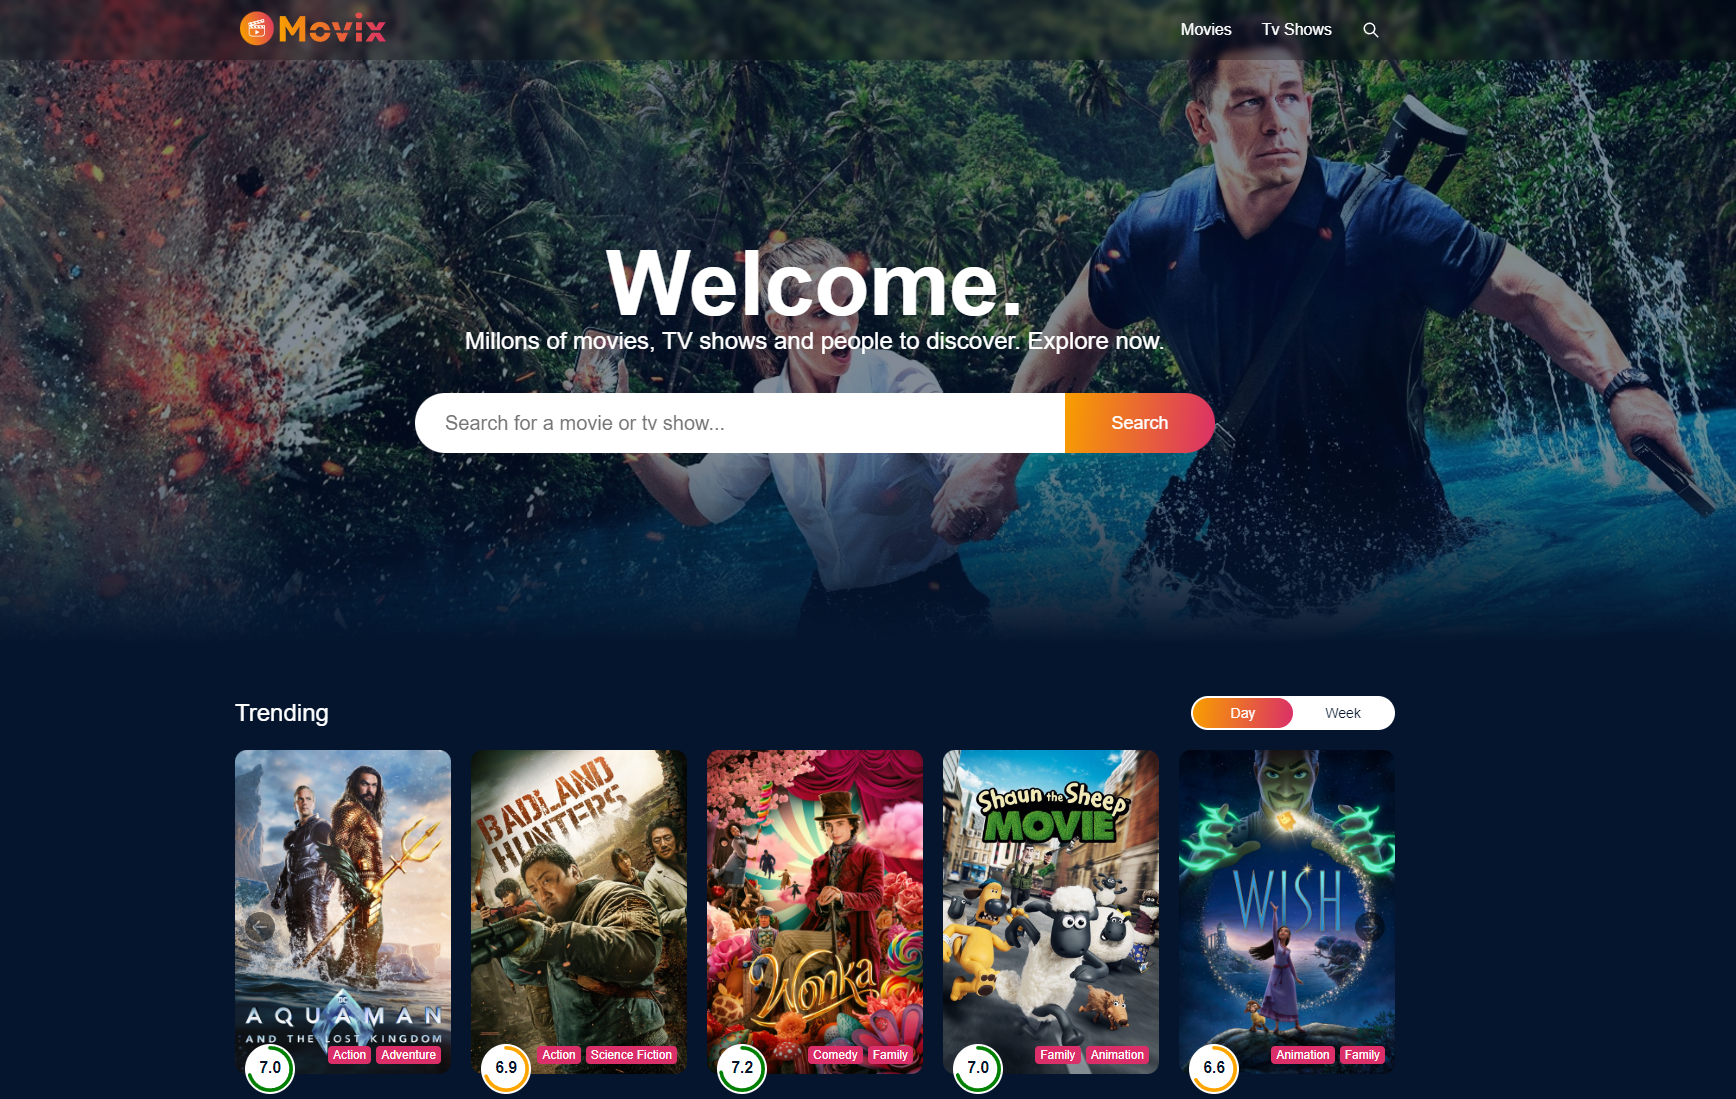 Movix
Movies
Tv Shows
Welcome.
Millons of movies, TV shows and people to discover. Explore now.
Search for a movie or tv show...
Search
Trending
Day
Week
DC
AQUAMAN
AND THE LOST KINGDOM
Action
Adventure
7.0
BADLAND
HUNTERS
Action
Science Fiction
6.9
Wonka
Comedy
Family
7.2
Shaun the Sheep
MOVIE
Family
Animation
7.0
WISH
Animation
Family
6.6